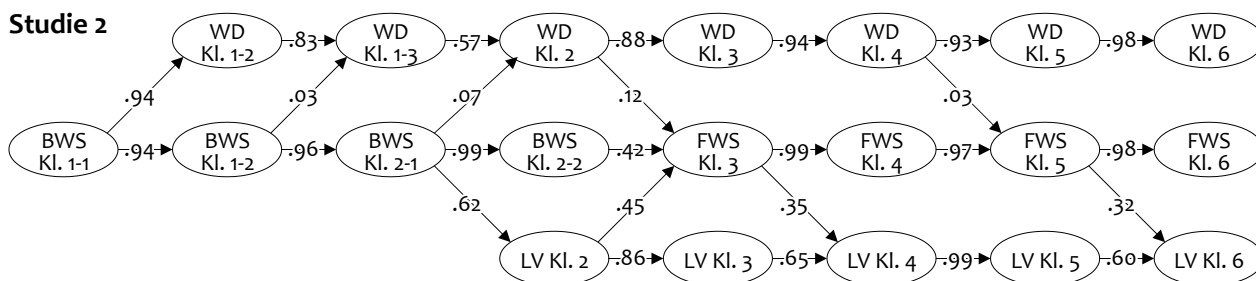 Studie 2
WD Kl. 1-2 .83 WD Kl. 1-3 .57 WD Kl. 2 .88 WD Kl. 3 .94 WD Kl. 4 .93 WD Kl. 5 .98 WD Kl. 6
.94 .03 .07 .12 .03
BWS Kl. 1-1 .94 BWS Kl. 1-2 .96 BWS Kl. 2-1 .99 BWS Kl. 2-2 .42 FWS Kl. 3 .99 FWS Kl. 4 .97 FWS Kl. 5 .98 FWS Kl. 6
.62 .45 .35 .32
LV Kl. 2 .86 LV Kl. 3 .65 LV Kl. 4 .99 LV Kl. 5 .60 LV Kl. 6